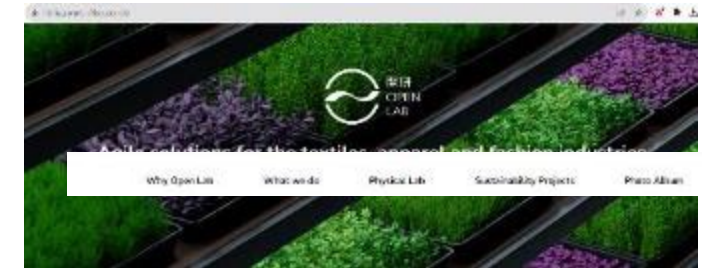 OPEN
LAB
Agile solutions for the textiles, apparel and fashion industries
Why Open Lab
What we do
Physical Lab
Sustainability Projects
Photo Album